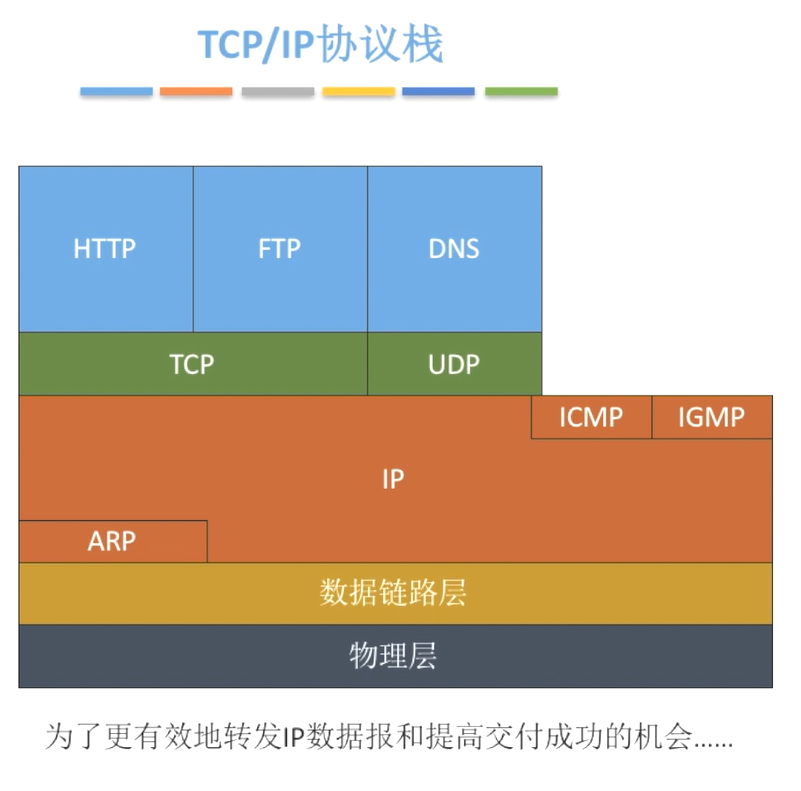 TCP/IP协议栈
HTTP
FTP
DNS
TCP
UDP
ICMP
IGMP
IP
ARP
数据链路层
物理层
为了更有效地转发IP数据报和提高交付成功的机会......